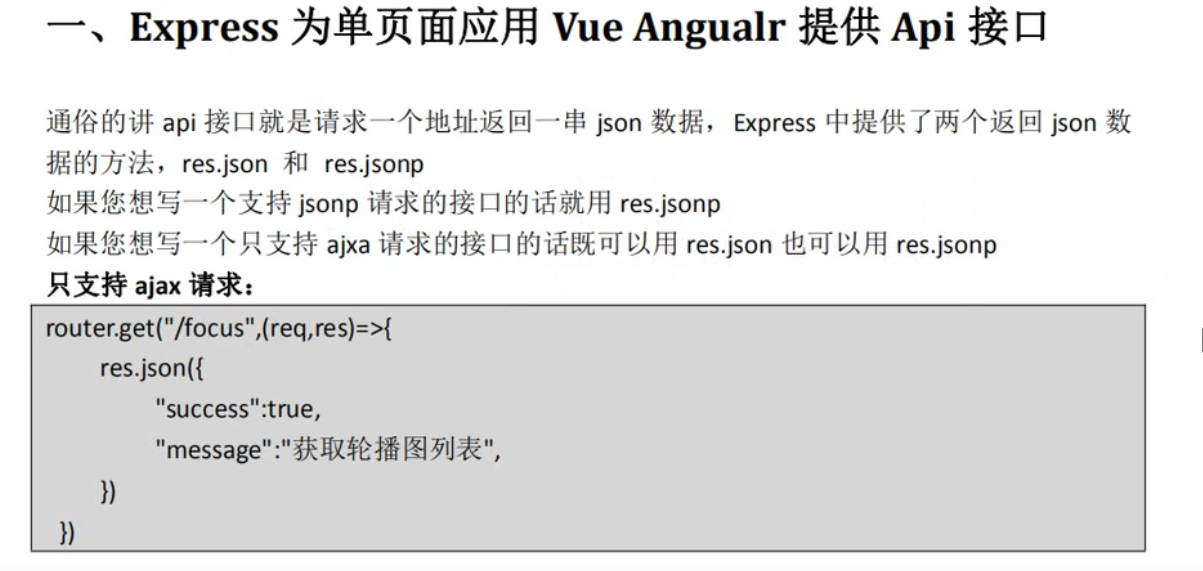 一、Express 为单页面应用 Vue Angualr 提供 Api 接口
通俗的讲 api 接口就是请求一个地址返回一串 json 数据，Express 中提供了两个返回 json 数
据的方法，res.json 和 res.jsonp
如果您想写一个支持 jsonp 请求的接口的话就用 res.jsonp
如果您想写一个只支持 ajxa 请求的接口的话既可以用 res.json 也可以用 res.jsonp
只支持 ajax 请求：
router.get("/focus",(req,res)=>{
res.json({
"success":true,
"message":"获取轮播图列表",
})
})